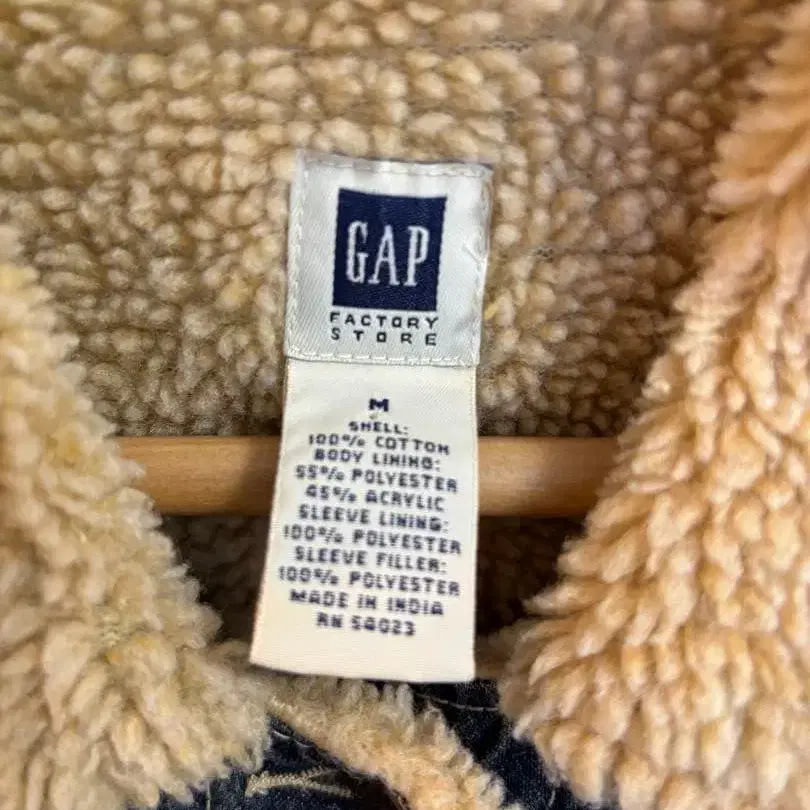 GAP
FACTORY
STORE
M
SHELL:
100% COTTON
BODY LINING:
55% POLYESTER
45% ACRYLIC
SLEEVE LINING:
100% POLYESTER
SLEEVE FILLER:
100% POLYESTER
MADE IN INDIA
RN 54023